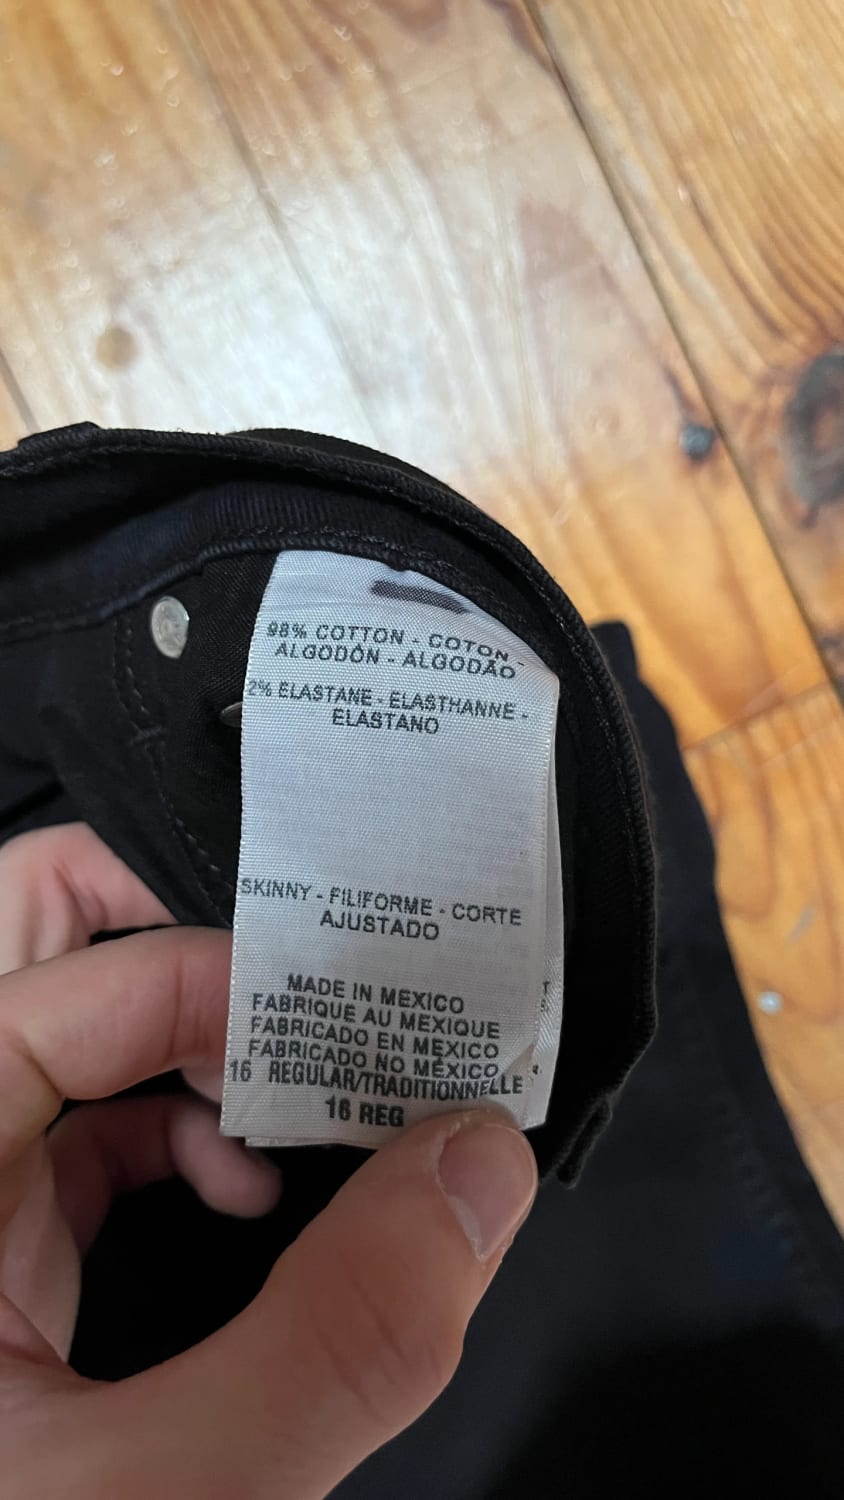 98% COTTON - COTON -
ALGODÒN - ALGODÃO
2% ELASTANE - ELASTHANNE -
ELASTANO
SKINNY - FILIFORME - CORTE
AJUSTADO
MADE IN MEXICO
FABRIQUE AU MEXIQUE
FABRICADO EN MEXICO
FABRICADO NO MÉXICO
16 REGULAR/TRADITIONNELLE
16 REG